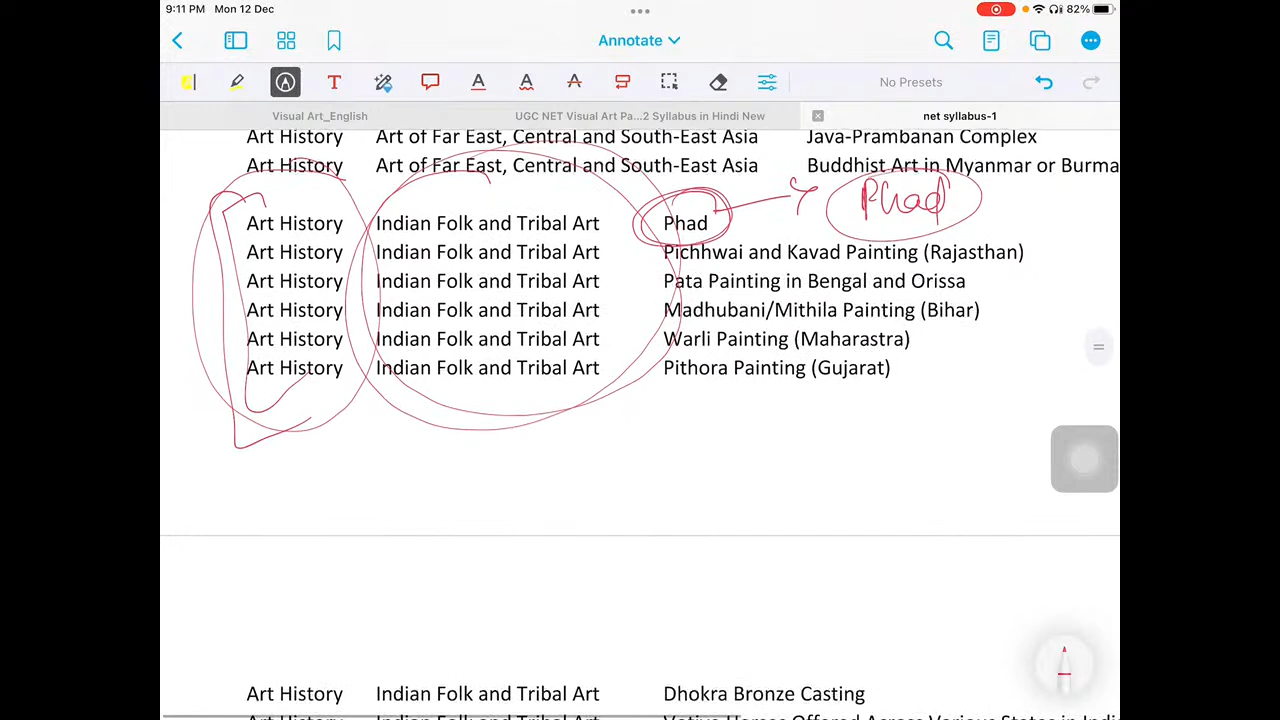 9:11 PM Mon 12 Dec 82%
Annotate
T A A A No Presets
Visual Art_English UGC NET Visual Art Pa...2 Syllabus in Hindi New net syllabus-1
Art History Art of Far East, Central and South-East Asia Java-Prambanan Complex
Art History Art of Far East, Central and South-East Asia Buddhist Art in Myanmar or Burma
Art History Indian Folk and Tribal Art Phad Phad
Art History Indian Folk and Tribal Art Pichhwai and Kavad Painting (Rajasthan)
Art History Indian Folk and Tribal Art Pata Painting in Bengal and Orissa
Art History Indian Folk and Tribal Art Madhubani/Mithila Painting (Bihar)
Art History Indian Folk and Tribal Art Warli Painting (Maharastra)
Art History Indian Folk and Tribal Art Pithora Painting (Gujarat)
Art History Indian Folk and Tribal Art Dhokra Bronze Casting